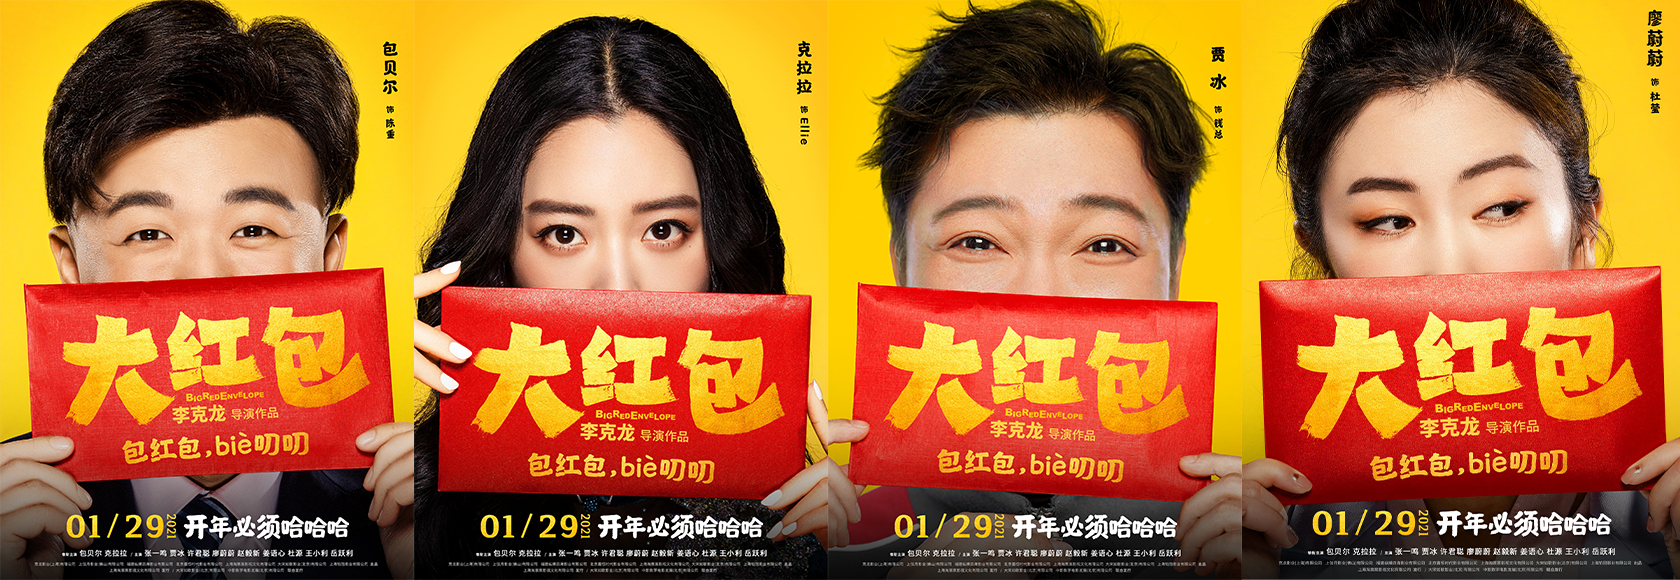 包贝尔 饰 陈重
大红包
BIGREDENVELOPE
李克龙 导演作品
包红包,biè叨叨
01/29 2021 开年必须哈哈哈
包贝尔 克拉拉 / 主演 张一鸣 贾冰 许君聪 廖蔚蔚 赵毅新 姜语心 杜源 王小利 岳跃利
克拉拉 饰 Ellie
大红包
BIGREDENVELOPE
李克龙 导演作品
包红包,biè叨叨
01/29 2021 开年必须哈哈哈
包贝尔 克拉拉 / 主演 张一鸣 贾冰 许君聪 廖蔚蔚 赵毅新 姜语心 杜源 王小利 岳跃利
贾冰 饰 钱总
大红包
BIGREDENVELOPE
李克龙 导演作品
包红包,biè叨叨
01/29 2021 开年必须哈哈哈
包贝尔 克拉拉 / 主演 张一鸣 贾冰 许君聪 廖蔚蔚 赵毅新 姜语心 杜源 王小利 岳跃利
廖蔚蔚 饰 杜莹
大红包
BIGREDENVELOPE
李克龙 导演作品
包红包,biè叨叨
01/29 2021 开年必须哈哈哈
包贝尔 克拉拉 / 主演 张一鸣 贾冰 许君聪 廖蔚蔚 赵毅新 姜语心 杜源 王小利 岳跃利